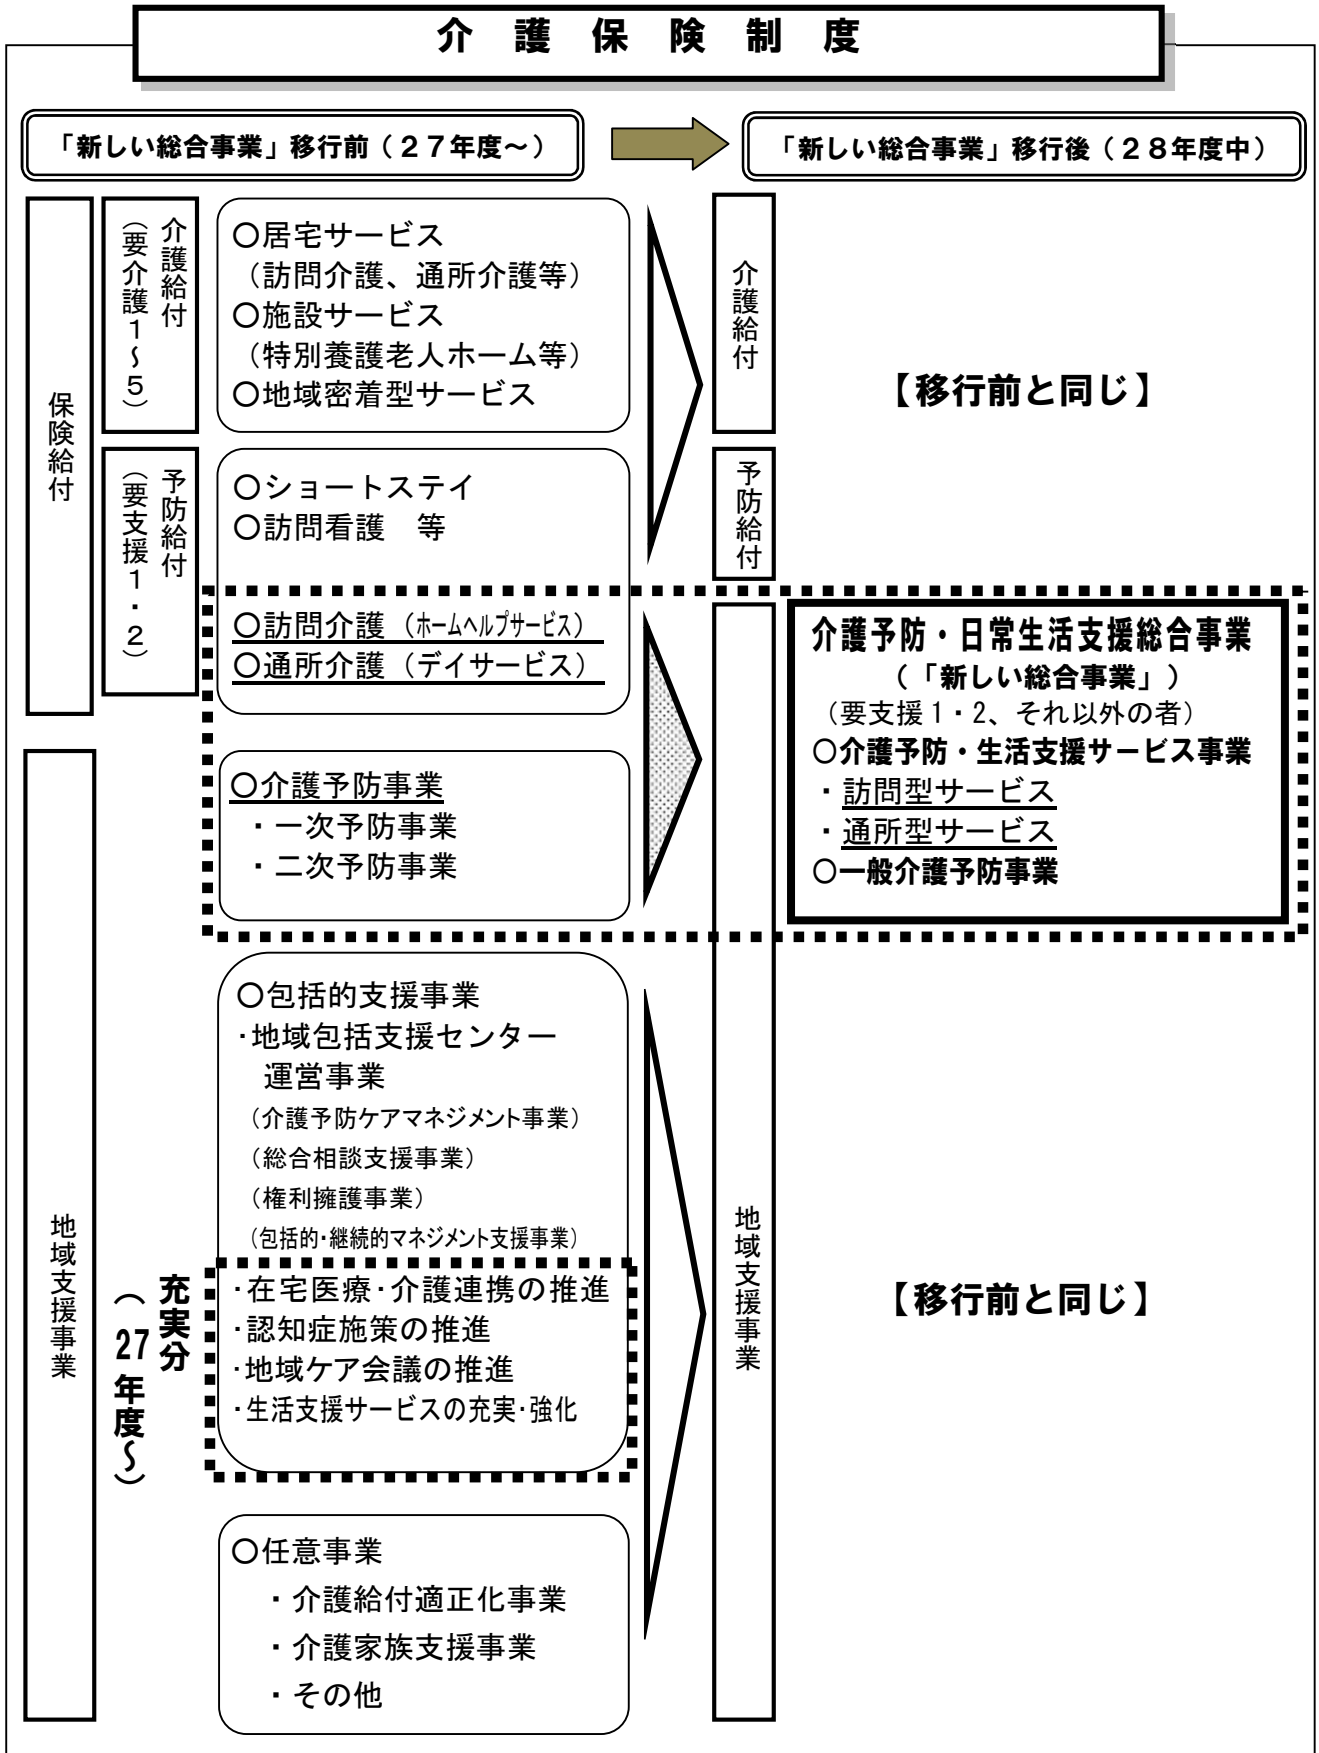 介護保険制度
「新しい総合事業」移行前（２７年度～）
「新しい総合事業」移行後（２８年度中）
保険給付
介護給付
（要介護１～５）
○居宅サービス
（訪問介護、通所介護等）
○施設サービス
（特別養護老人ホーム等）
○地域密着型サービス
介護給付
【移行前と同じ】
予防給付
（要支援１・２）
○ショートステイ
○訪問看護　等
○訪問介護（ホームヘルプサービス）
○通所介護（デイサービス）
予防給付
地域支援事業
○介護予防事業
・一次予防事業
・二次予防事業
介護予防・日常生活支援総合事業
（「新しい総合事業」）
（要支援１・２、それ以外の者）
○介護予防・生活支援サービス事業
・訪問型サービス
・通所型サービス
○一般介護予防事業
○包括的支援事業
・地域包括支援センター
運営事業
（介護予防ケアマネジメント事業）
（総合相談支援事業）
（権利擁護事業）
（包括的・継続的マネジメント支援事業）
充実分
（27年度～）
・在宅医療・介護連携の推進
・認知症施策の推進
・地域ケア会議の推進
・生活支援サービスの充実・強化
○任意事業
・介護給付適正化事業
・介護家族支援事業
・その他
地域支援事業
【移行前と同じ】